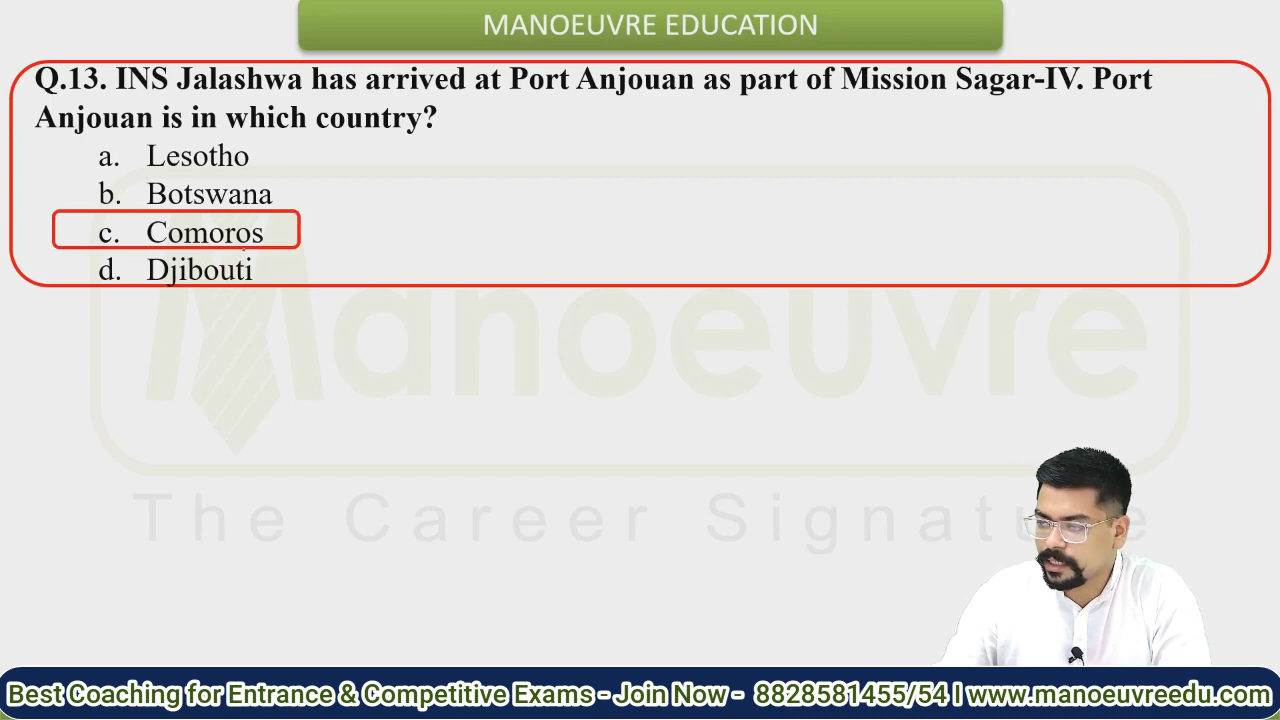 MANOEUVRE EDUCATION
Q.13. INS Jalashwa has arrived at Port Anjouan as part of Mission Sagar-IV. Port
Anjouan is in which country?
a. Lesotho
b. Botswana
c. Comoros
d. Djibouti
Manoeuvre
The Career Signature
Best Coaching for Entrance & Competitive Exams - Join Now - 8828581455/54 I www.manoeuvreedu.com